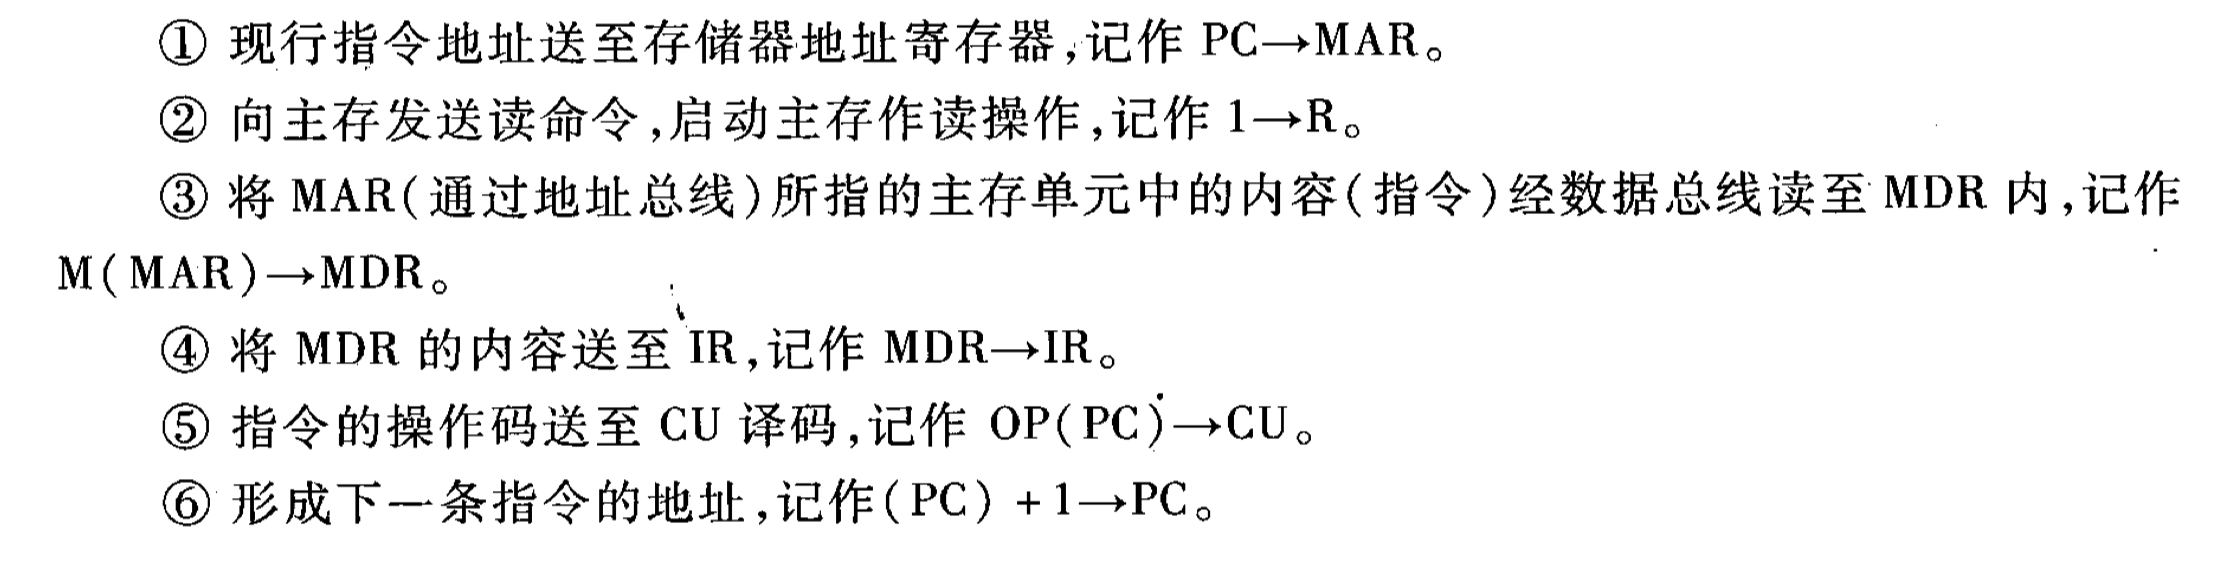 ① 现行指令地址送至存储器地址寄存器,记作 PC→MAR。
② 向主存发送读命令,启动主存作读操作,记作 1→R。
③ 将 MAR(通过地址总线)所指的主存单元中的内容(指令)经数据总线读至 MDR 内,记作
M(MAR)→MDR。
④ 将 MDR 的内容送至 IR,记作 MDR→IR。
⑤ 指令的操作码送至 CU 译码,记作 OP(PC)→CU。
⑥ 形成下一条指令的地址,记作(PC) + 1→PC。